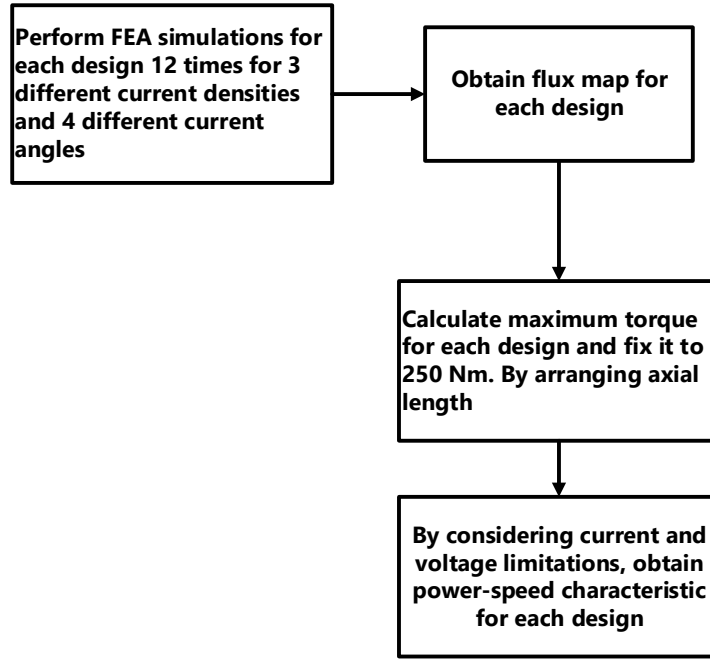 Perform FEA simulations for
each design 12 times for 3
different current densities
and 4 different current
angles
Obtain flux map for
each design
Calculate maximum torque
for each design and fix it to
250 Nm. By arranging axial
length
By considering current and
voltage limitations, obtain
power-speed characteristic
for each design